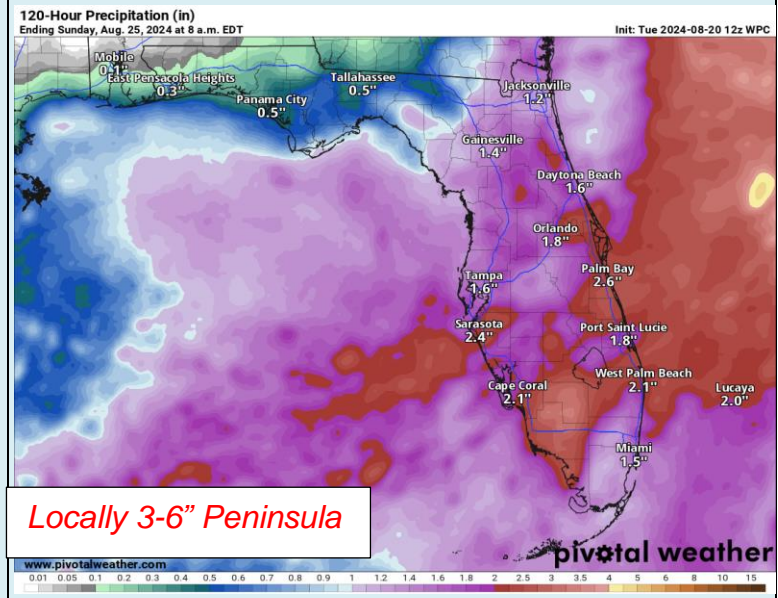 120-Hour Precipitation (in)
Ending Sunday, Aug. 25, 2024 at 8 a.m. EDT
Init: Tue 2024-08-20 12z WPC
Mobile
0.1"
East Pensacola Heights
0.3"
Panama City
0.5"
Tallahassee
0.5"
Jacksonville
1.2"
Gainesville
1.4"
Daytona Beach
1.6"
Orlando
1.8"
Tampa
1.6"
Palm Bay
2.6"
Sarasota
2.4"
Port Saint Lucie
1.8"
Cape Coral
2.1"
West Palm Beach
2.1"
Lucaya
2.0"
Miami
1.5"
Locally 3-6” Peninsula
www.pivotalweather.com
pivotal weather
0.01 0.05 0.1 0.2 0.3 0.4 0.5 0.6 0.7 0.8 0.9 1 1.2 1.4 1.6 1.8 2 2.5 3 3.5 4 5 6 8 10 15